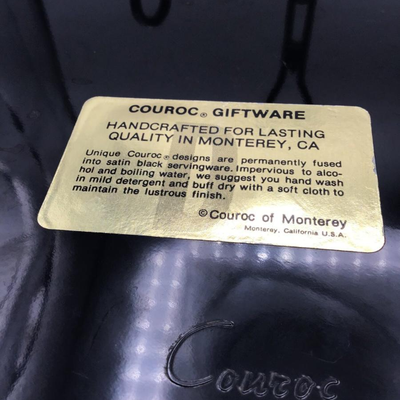 COUROC® GIFTWARE
HANDCRAFTED FOR LASTING
QUALITY IN MONTEREY, CA
Unique Couroc® designs are permanently fused
into satin black servingware. Impervious to alco-
hol and boiling water, we suggest you hand wash
in mild detergent and buff dry with a soft cloth to
maintain the lustrous finish.
©Couroc of Monterey
Monterey, California U.S.A.
Couroc